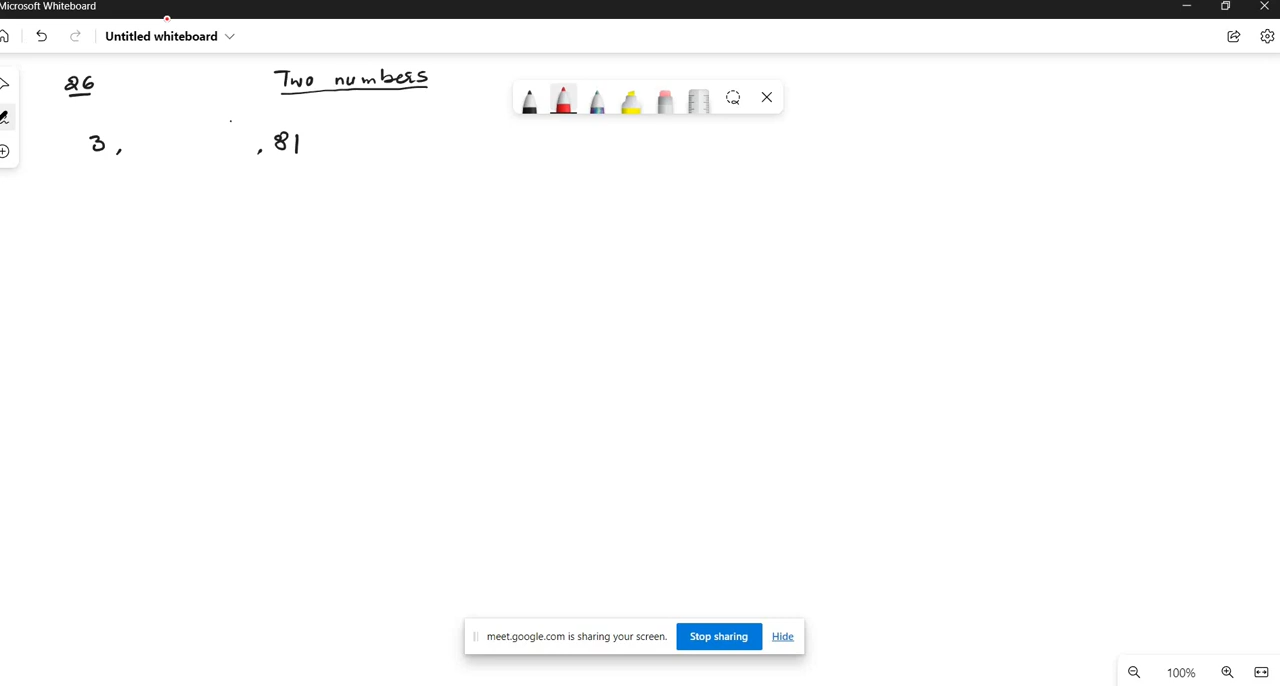 Microsoft Whiteboard
Untitled whiteboard
26 Two numbers
3, , 81
meet.google.com is sharing your screen. Stop sharing Hide
100%